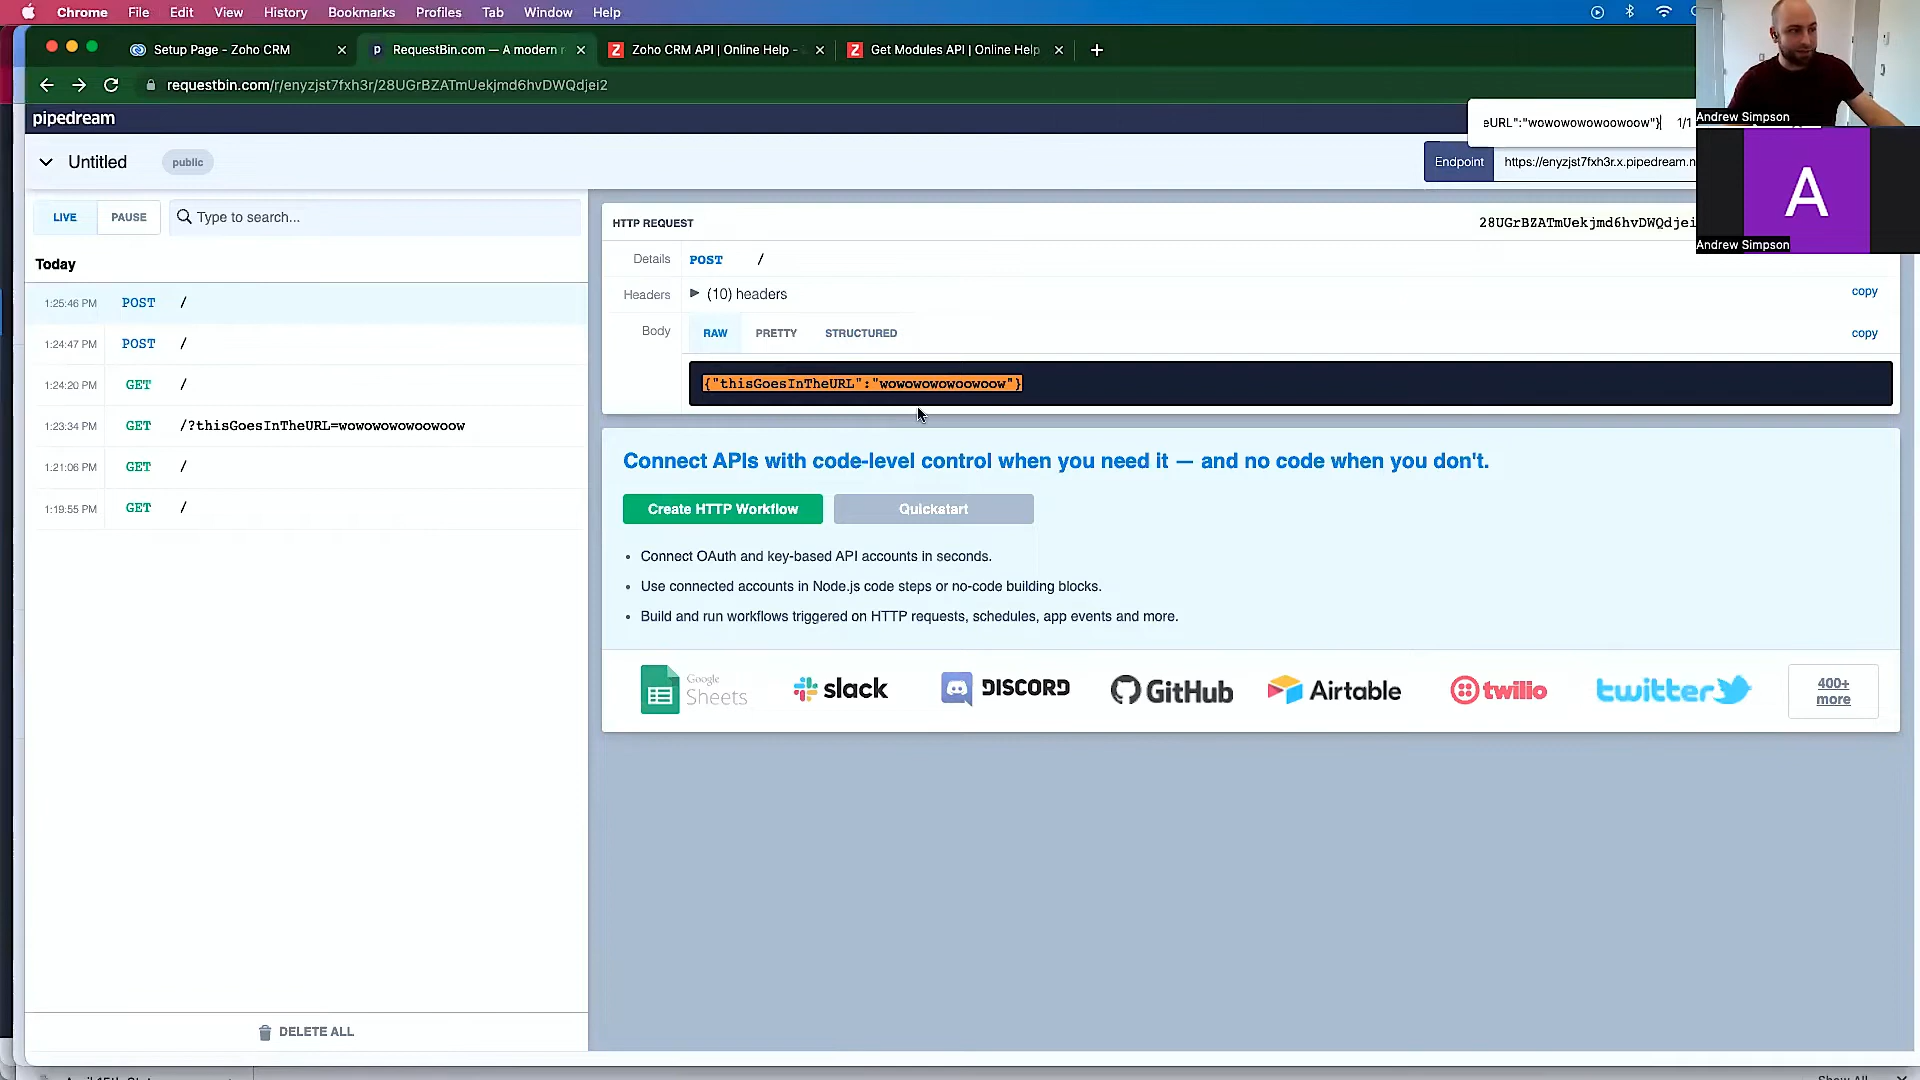 Chrome File Edit View History Bookmarks Profiles Tab Window Help
Setup Page - Zoho CRM
RequestBin.com — A modern
Zoho CRM API | Online Help -
Get Modules API | Online Help
requestbin.com/r/enyzjst7fxh3r/28UGrBZATmUekjmd6hvDWQdjei2
pipedream
eURL":"wowowowowoowoow"} 1/1
Andrew Simpson
Untitled public
Endpoint https://enyzjst7fxh3r.x.pipedream.n
A
Andrew Simpson
LIVE PAUSE Type to search...
HTTP REQUEST 28UGrBZATmUekjmd6hvDWQdjei
Today
Details POST /
Headers (10) headers copy
Body RAW PRETTY STRUCTURED copy
{"thisGoesInTheURL":"wowowowowoowoow"}
1:25:46 PM POST /
1:24:47 PM POST /
1:24:20 PM GET /
1:23:34 PM GET /?thisGoesInTheURL=wowowowowoowoow
1:21:06 PM GET /
1:19:55 PM GET /
Connect APIs with code-level control when you need it — and no code when you don't.
Create HTTP Workflow Quickstart
• Connect OAuth and key-based API accounts in seconds.
• Use connected accounts in Node.js code steps or no-code building blocks.
• Build and run workflows triggered on HTTP requests, schedules, app events and more.
Google Sheets
slack
DISCORD
GitHub
Airtable
twilio
twitter
400+
more
DELETE ALL